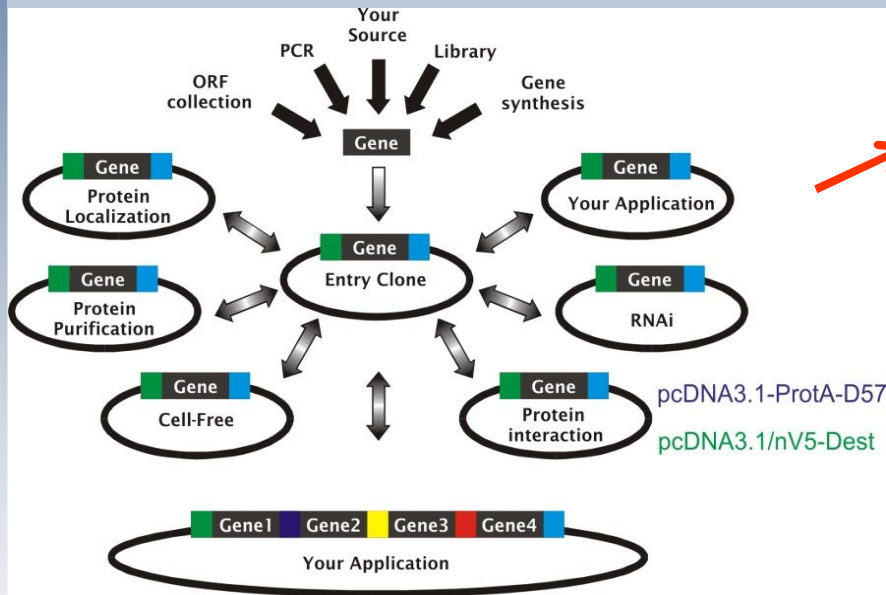 Your
Source
PCR
Library
ORF
collection
Gene
synthesis
Gene
Gene
Protein
Localization
Gene
Your Application
Gene
Entry Clone
Gene
Protein
Purification
Gene
RNAi
Gene
Cell-Free
Gene
Protein
interaction
pcDNA3.1-ProtA-D57
pcDNA3.1/nV5-Dest
Gene1 Gene2 Gene3 Gene4
Your Application